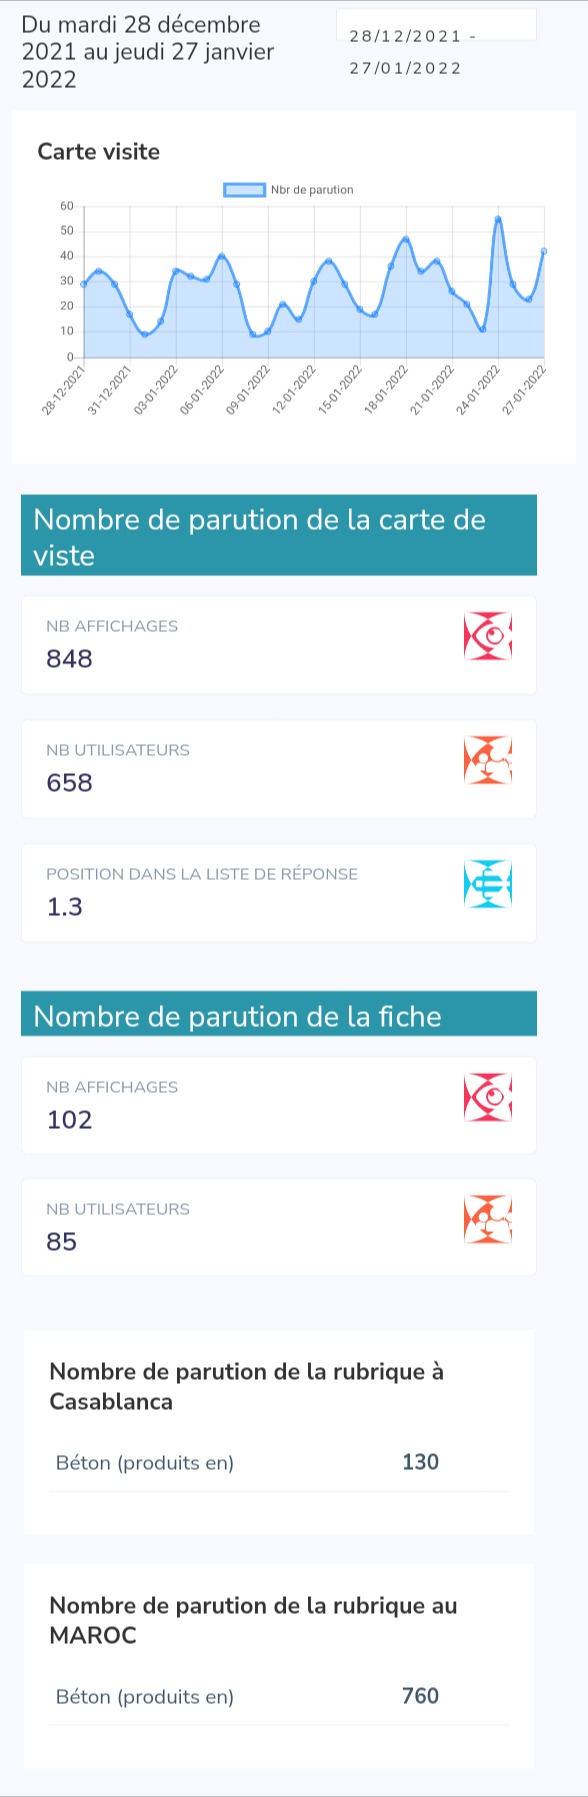 Du mardi 28 décembre
2021 au jeudi 27 janvier
2022
28/12/2021 -
27/01/2022
Carte visite
Nbr de parution
60
50
40
30
20
10
0
28-12-2021
31-12-2021
03-01-2022
06-01-2022
09-01-2022
12-01-2022
15-01-2022
18-01-2022
21-01-2022
24-01-2022
27-01-2022
Nombre de parution de la carte de
viste
NB AFFICHAGES
848
NB UTILISATEURS
658
POSITION DANS LA LISTE DE RÉPONSE
1.3
Nombre de parution de la fiche
NB AFFICHAGES
102
NB UTILISATEURS
85
Nombre de parution de la rubrique à
Casablanca
Béton (produits en) 130
Nombre de parution de la rubrique au
MAROC
Béton (produits en) 760